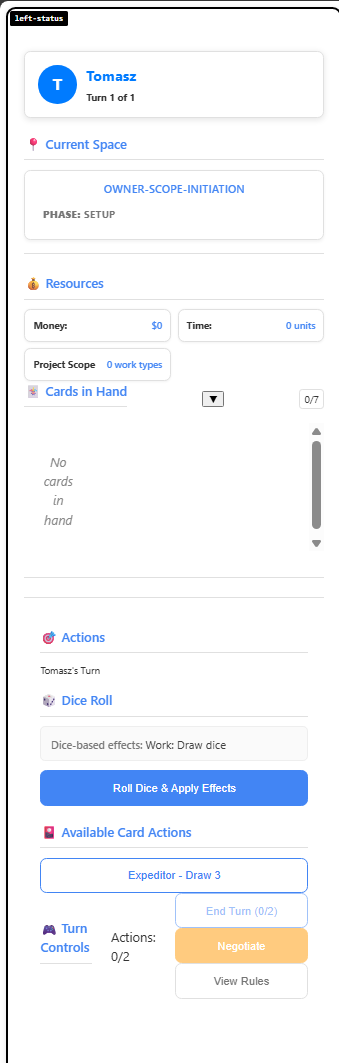 left-status
T
Tomasz
Turn 1 of 1
📍 Current Space
OWNER-SCOPE-INITIATION
PHASE: SETUP
💰 Resources
Money: $0
Time: 0 units
Project Scope 0 work types
🃏 Cards in Hand ▼ 0/7
No
cards
in
hand
🎯 Actions
Tomasz's Turn
🎲 Dice Roll
Dice-based effects: Work: Draw dice
Roll Dice & Apply Effects
🎴 Available Card Actions
Expeditor - Draw 3
🎮 Turn
Controls
Actions:
0/2
End Turn (0/2)
Negotiate
View Rules